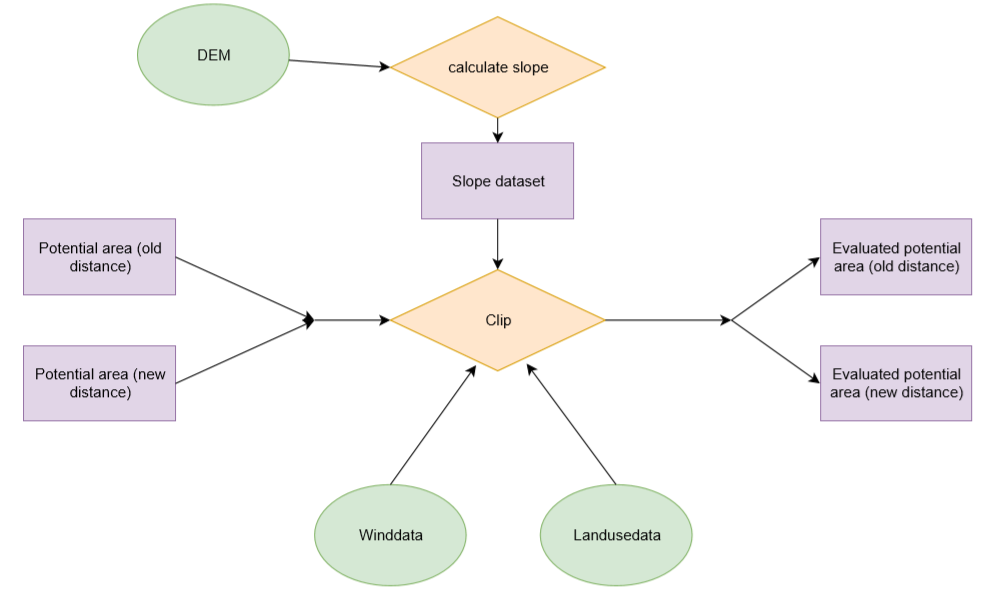 DEM
calculate slope
Slope dataset
Potential area (old
distance)
Evaluated potential
area (old distance)
Clip
Potential area (new
distance)
Evaluated potential
area (new distance)
Winddata
Landusedata